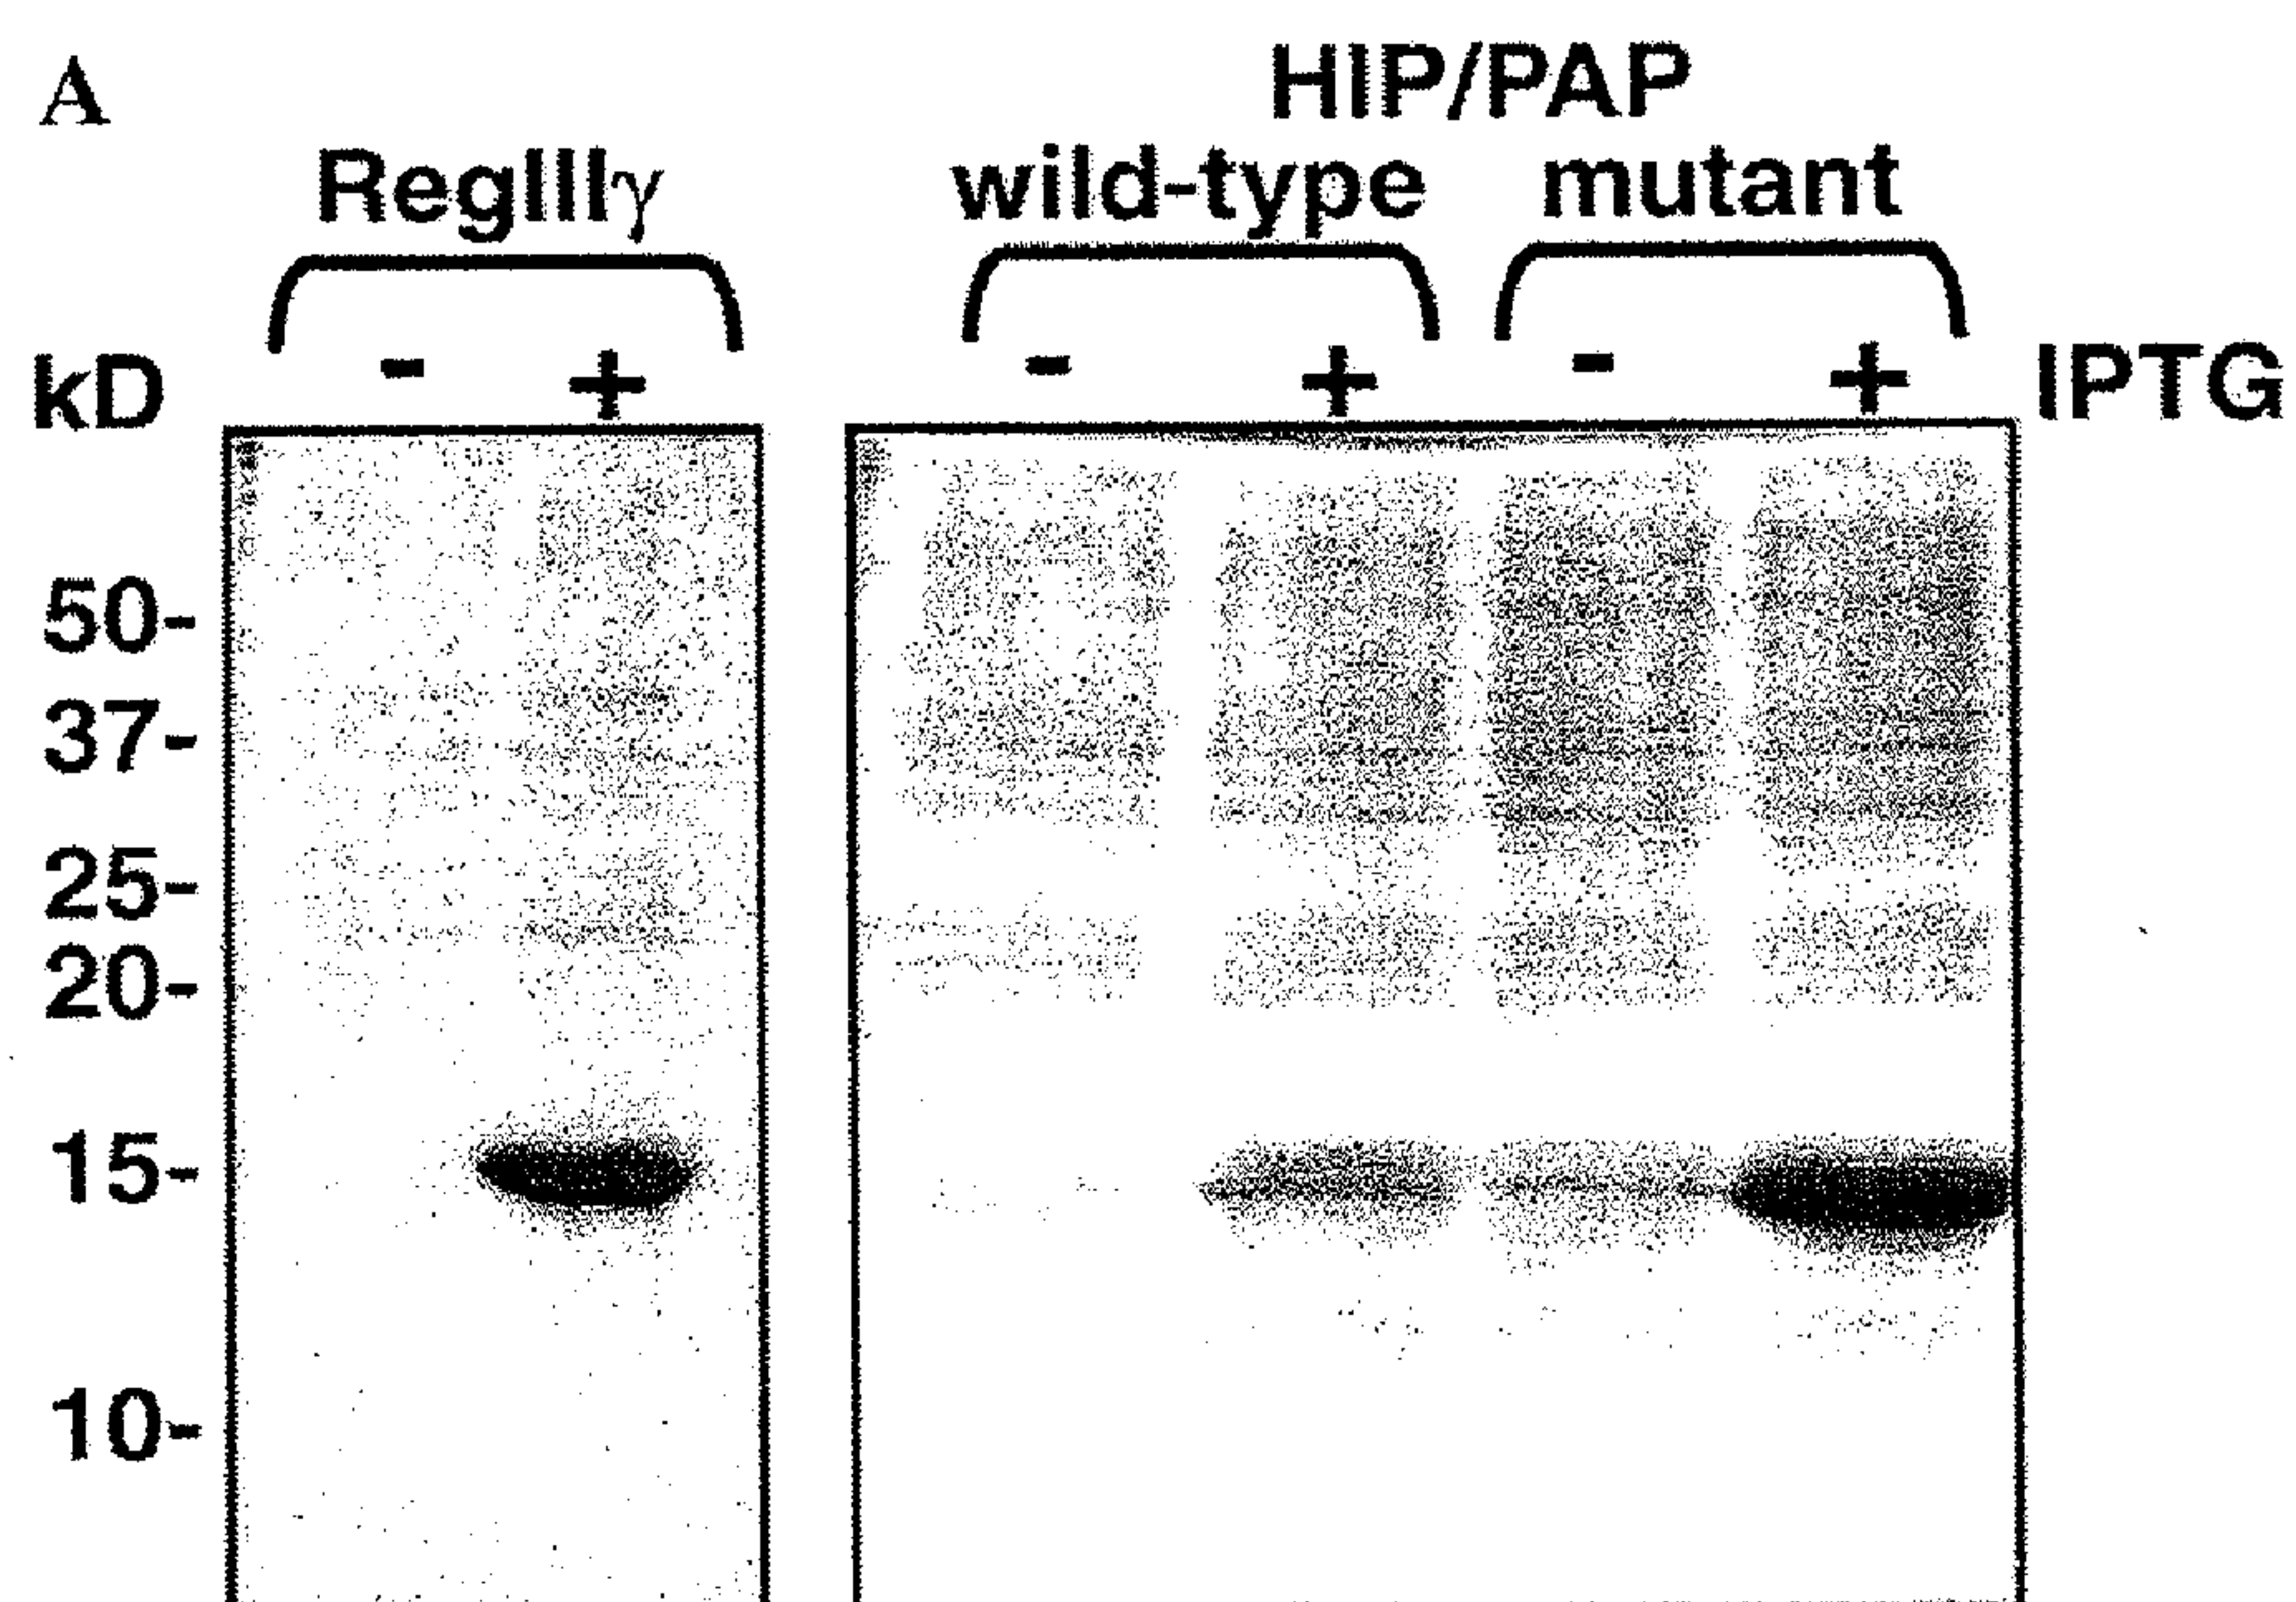 A
HIP/PAP
RegIIIγ wild-type mutant
kD - + - + - + IPTG
50-
37-
25-
20-
15-
10-